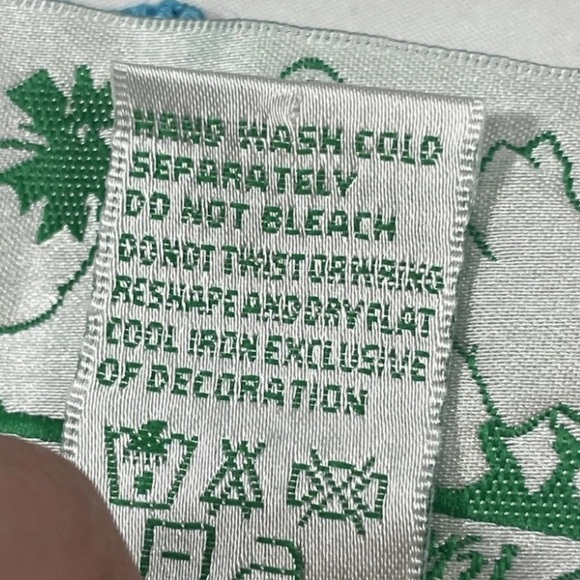 HAND WASH COLD
SEPARATELY
DO NOT BLEACH
DO NOT TWIST OR WRING
RESHAPE AND DRY FLAT
COOL IRON EXCLUSIVE
OF DECORATION